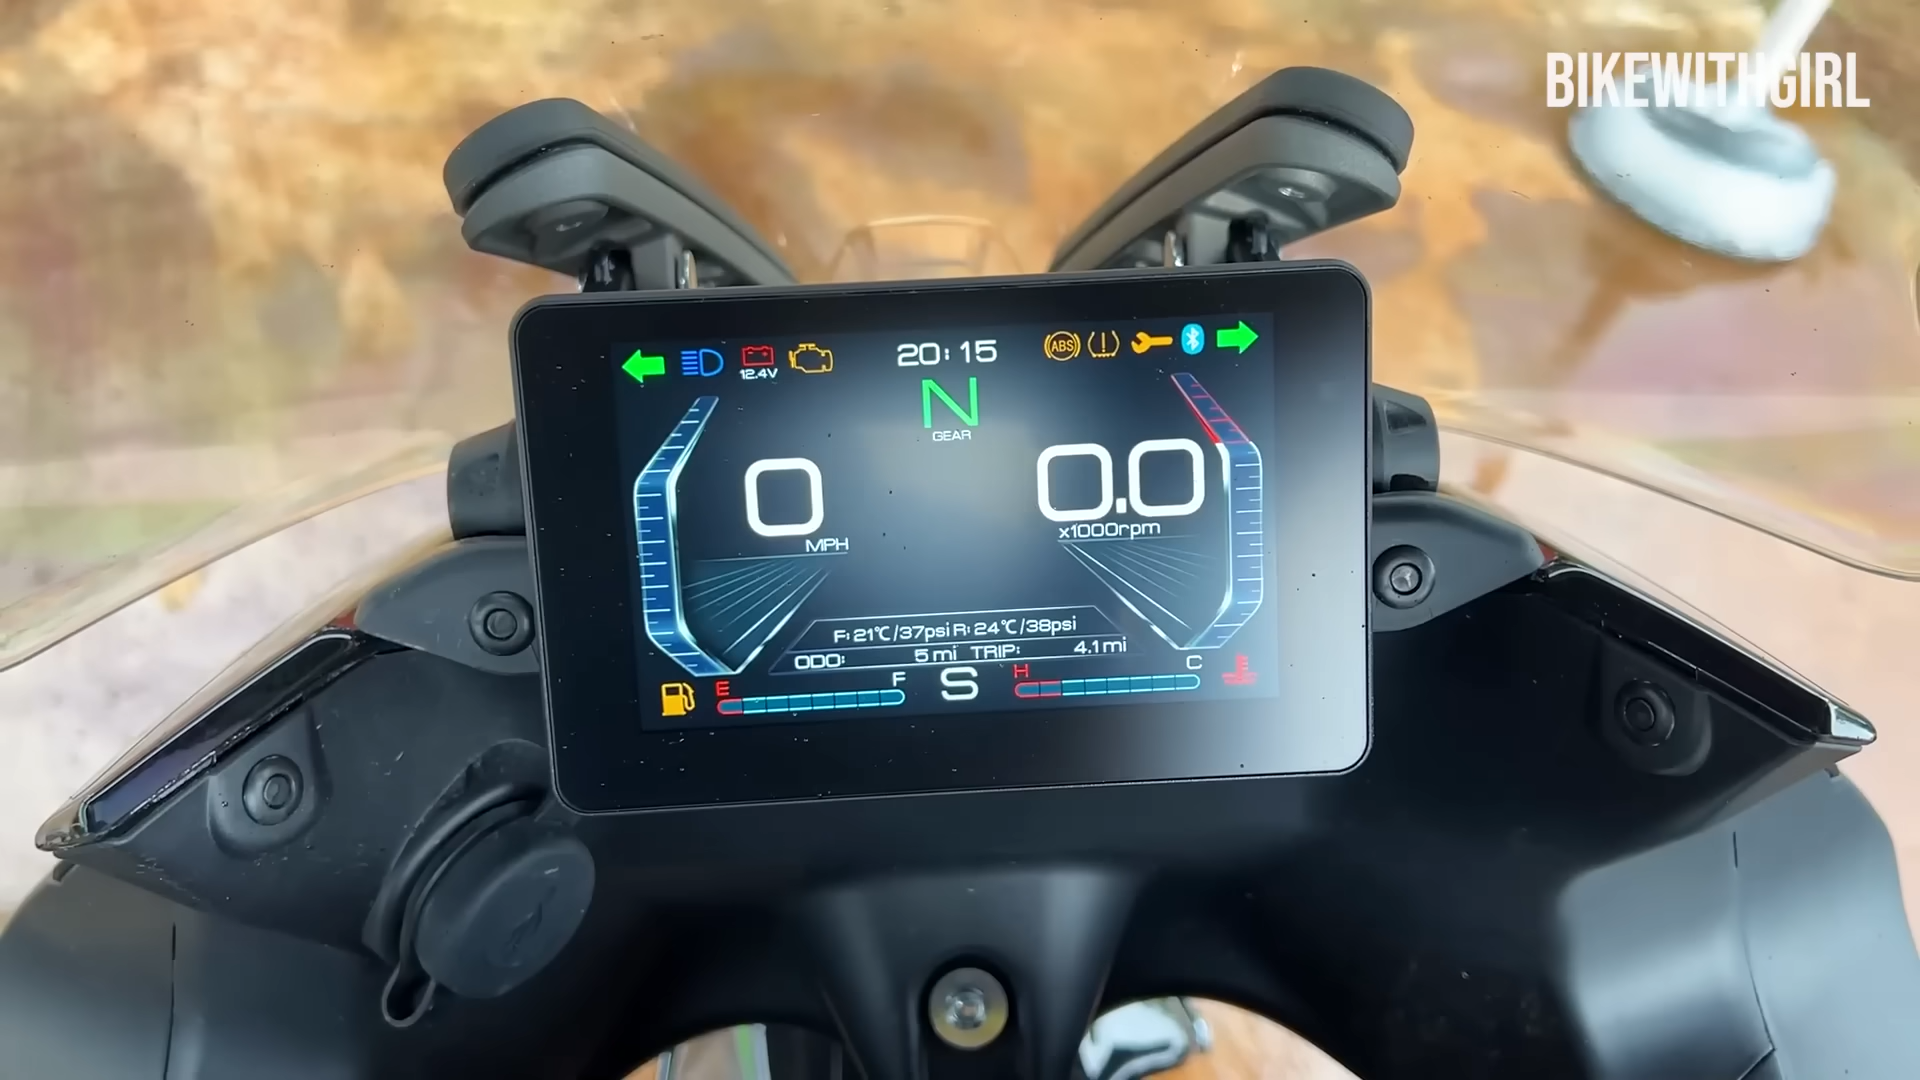 BIKEWITHGIRL
20:15
ABS
12.4V
N
GEAR
0
MPH
0.0
x1000rpm
F: 21℃/37psi R: 24℃/38psi
ODO: 5 mi TRIP: 4.1 mi
E F S H C